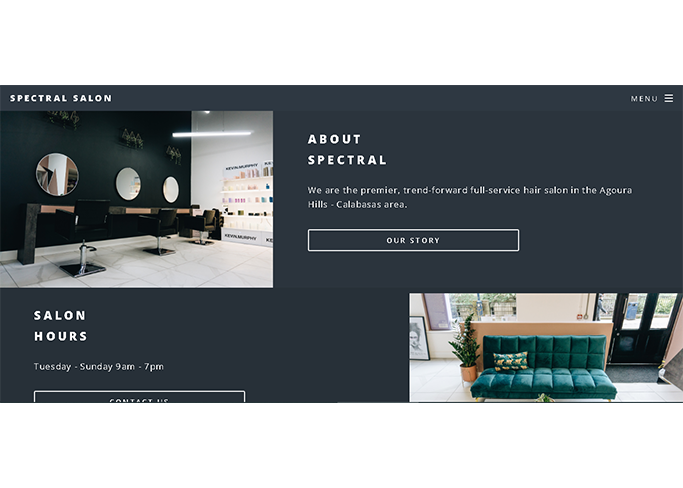 SPECTRAL SALON
MENU
KEVIN.MURPHY
KEVIN.MURPHY
ABOUT
SPECTRAL
We are the premier, trend-forward full-service hair salon in the Agoura
Hills - Calabasas area.
OUR STORY
SALON
HOURS
Tuesday - Sunday 9am - 7pm
CONTACT US